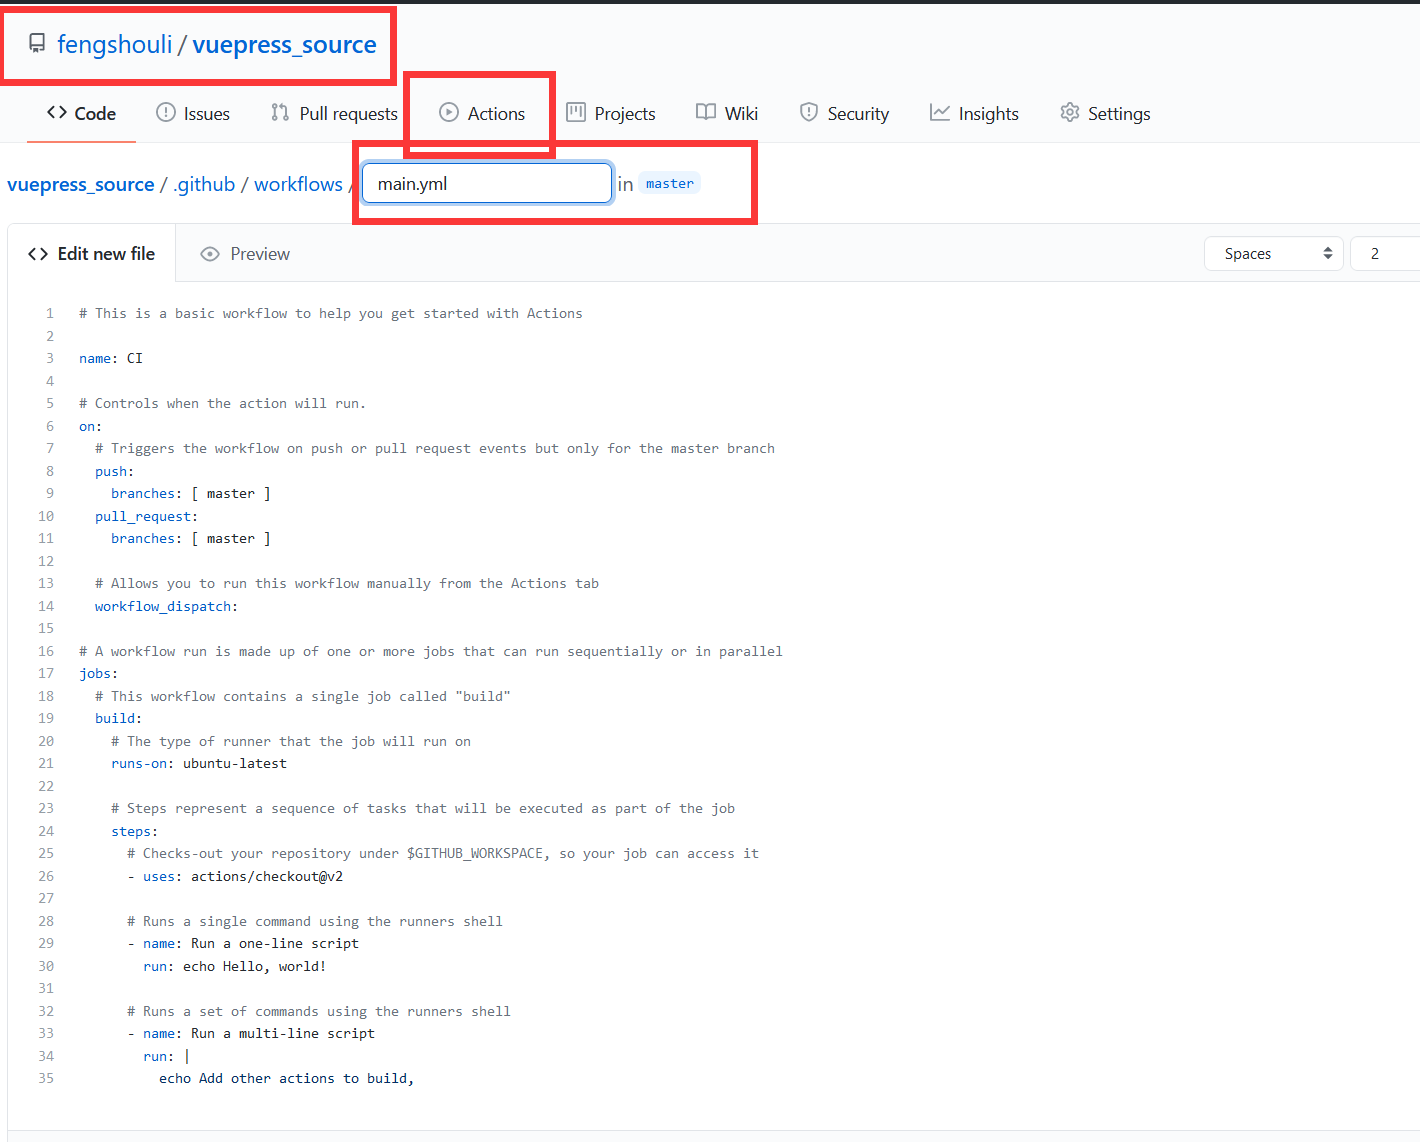 fengshouli / vuepress_source
Code Issues Pull requests Actions Projects Wiki Security Insights Settings
vuepress_source / .github / workflows / main.yml in master
Edit new file Preview Spaces 2
1 # This is a basic workflow to help you get started with Actions
2
3 name: CI
4
5 # Controls when the action will run.
6 on:
7 # Triggers the workflow on push or pull request events but only for the master branch
8 push:
9 branches: [ master ]
10 pull_request:
11 branches: [ master ]
12
13 # Allows you to run this workflow manually from the Actions tab
14 workflow_dispatch:
15
16 # A workflow run is made up of one or more jobs that can run sequentially or in parallel
17 jobs:
18 # This workflow contains a single job called "build"
19 build:
20 # The type of runner that the job will run on
21 runs-on: ubuntu-latest
22
23 # Steps represent a sequence of tasks that will be executed as part of the job
24 steps:
25 # Checks-out your repository under $GITHUB_WORKSPACE, so your job can access it
26 - uses: actions/checkout@v2
27
28 # Runs a single command using the runners shell
29 - name: Run a one-line script
30 run: echo Hello, world!
31
32 # Runs a set of commands using the runners shell
33 - name: Run a multi-line script
34 run: |
35 echo Add other actions to build,